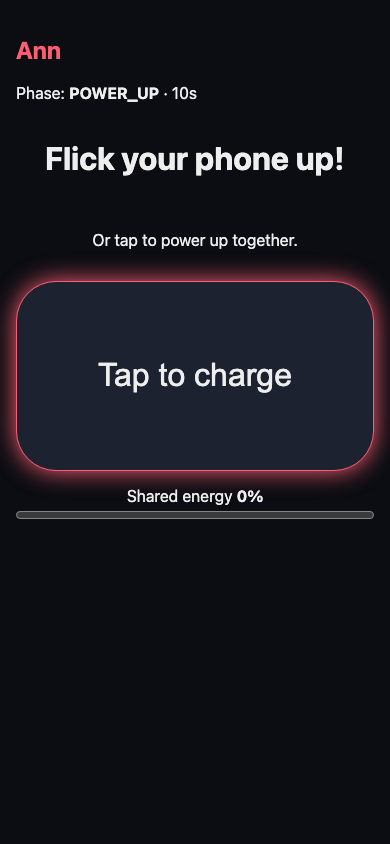 Ann
Phase: POWER_UP · 10s
Flick your phone up!
Or tap to power up together.
Tap to charge
Shared energy 0%